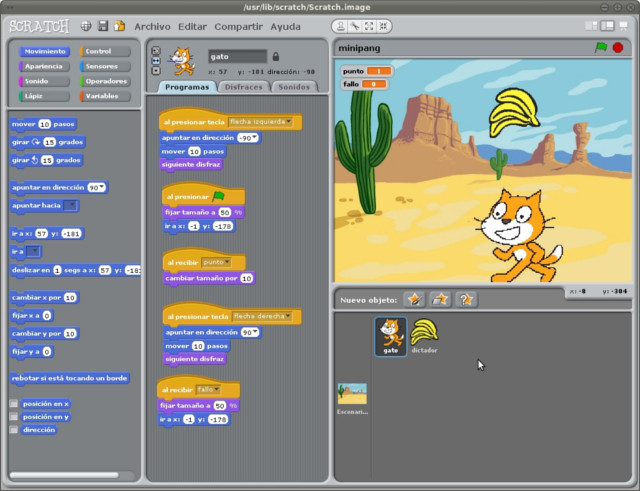 /usr/lib/scratch/Scratch.image
SCRATCH Archivo Editar Compartir Ayuda
Movimiento Control
Apariencia Sensores
Sonido Operadores
Lápiz Variables
mover 10 pasos
girar 15 grados
girar 15 grados
apuntar en dirección 90
apuntar hacia
ir a x: 57 y: -181
ir a
deslizar en 1 segs a x: 57 y: -181
cambiar x por 10
fijar x a 0
cambiar y por 10
fijar y a 0
rebotar si está tocando un borde
posición en x
posición en y
dirección
gato
x: 57 y: -181 dirección: -90
Programas Disfraces Sonidos
al presionar tecla flecha izquierda
apuntar en dirección -90
mover 10 pasos
siguiente disfraz
al presionar
fijar tamaño a 50 %
ir a x: -1 y: -178
al recibir punto
cambiar tamaño por 10
al presionar tecla flecha derecha
apuntar en dirección 90
mover 10 pasos
siguiente disfraz
al recibir fallo
fijar tamaño a 50 %
ir a x: -1 y: -178
minipang
punto 1
fallo 0
x: -8 y: -384
Nuevo objeto:
gato dictador
Escenari...